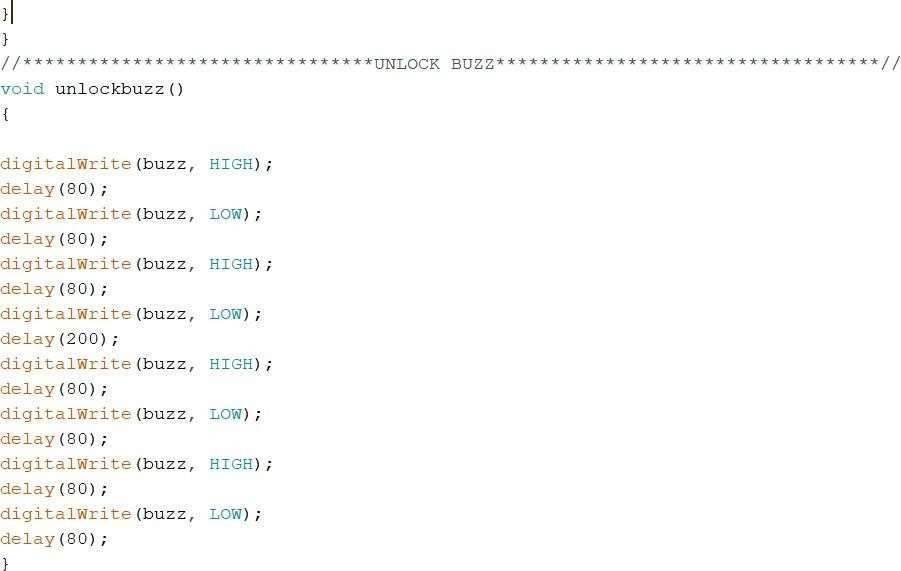 }
}
//********************************UNLOCK BUZZ***********************************//
void unlockbuzz()
{
digitalWrite(buzz, HIGH);
delay(80);
digitalWrite(buzz, LOW);
delay(80);
digitalWrite(buzz, HIGH);
delay(80);
digitalWrite(buzz, LOW);
delay(200);
digitalWrite(buzz, HIGH);
delay(80);
digitalWrite(buzz, LOW);
delay(80);
digitalWrite(buzz, HIGH);
delay(80);
digitalWrite(buzz, LOW);
delay(80);
}